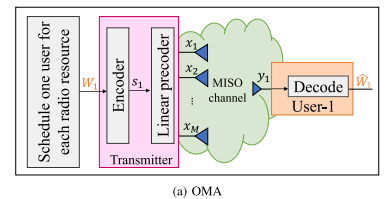 Schedule one user for
each radio resource
W₁
Encoder
s₁
Linear precoder
x₁
x₂
⋮
x_M
MISO
channel
y₁
Decode
User-1
Ŵ₁
Transmitter
(a) OMA